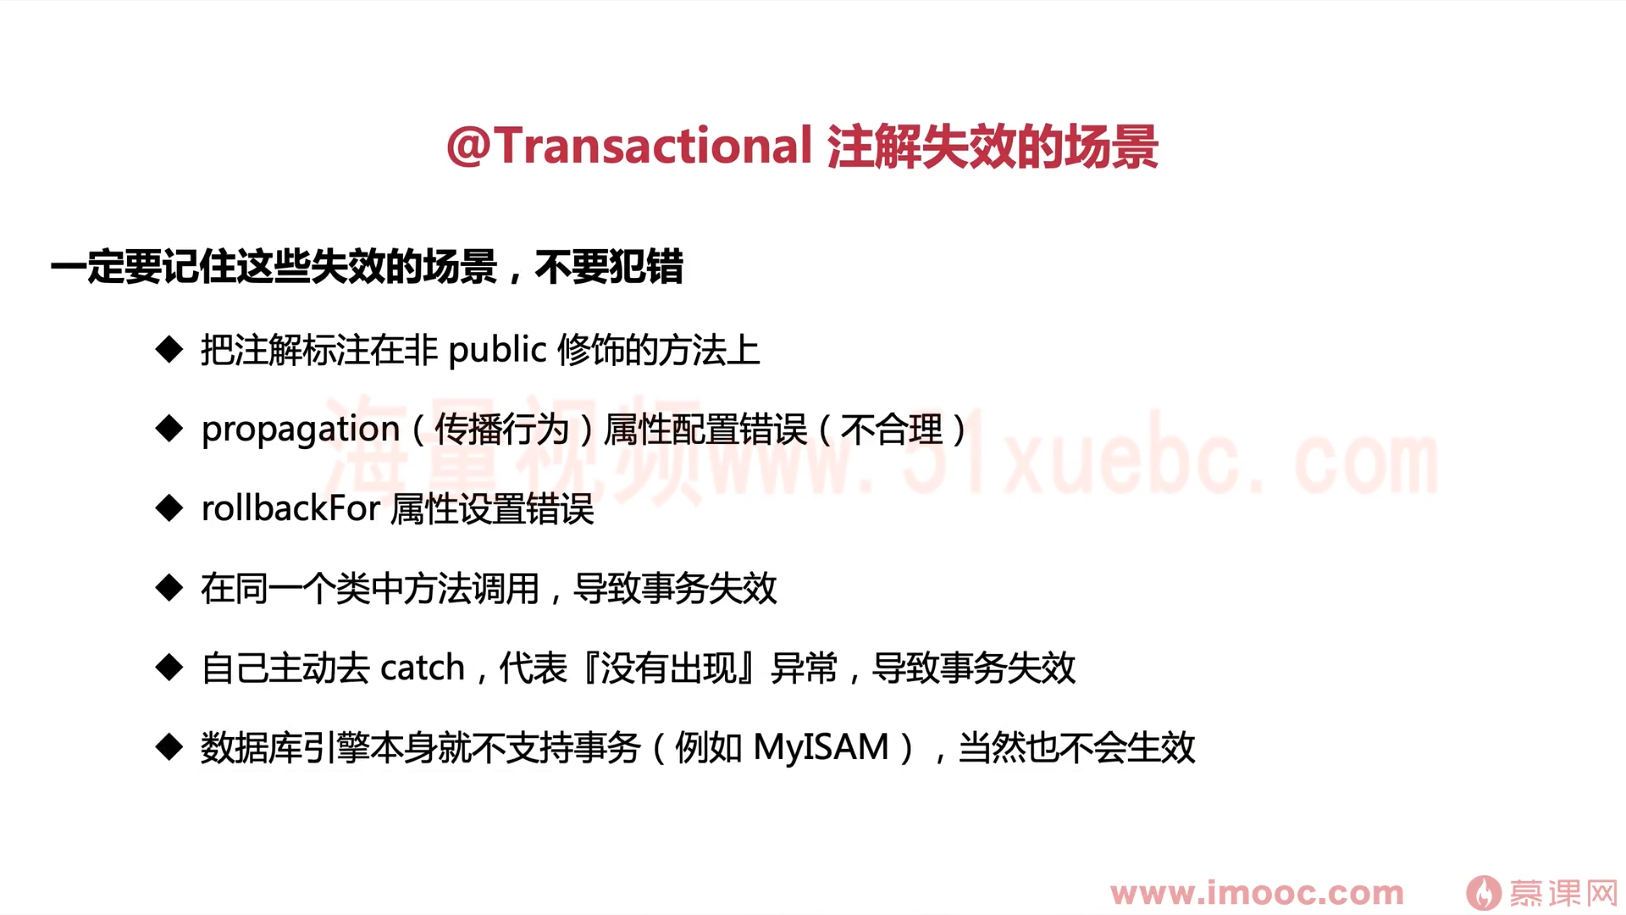 @Transactional 注解失效的场景
一定要记住这些失效的场景，不要犯错
◆ 把注解标注在非 public 修饰的方法上
◆ propagation（传播行为）属性配置错误（不合理）
海量视频www.51xuebc.com
◆ rollbackFor 属性设置错误
◆ 在同一个类中方法调用，导致事务失效
◆ 自己主动去 catch，代表『没有出现』异常，导致事务失效
◆ 数据库引擎本身就不支持事务（例如 MyISAM），当然也不会生效
www.imooc.com 慕课网